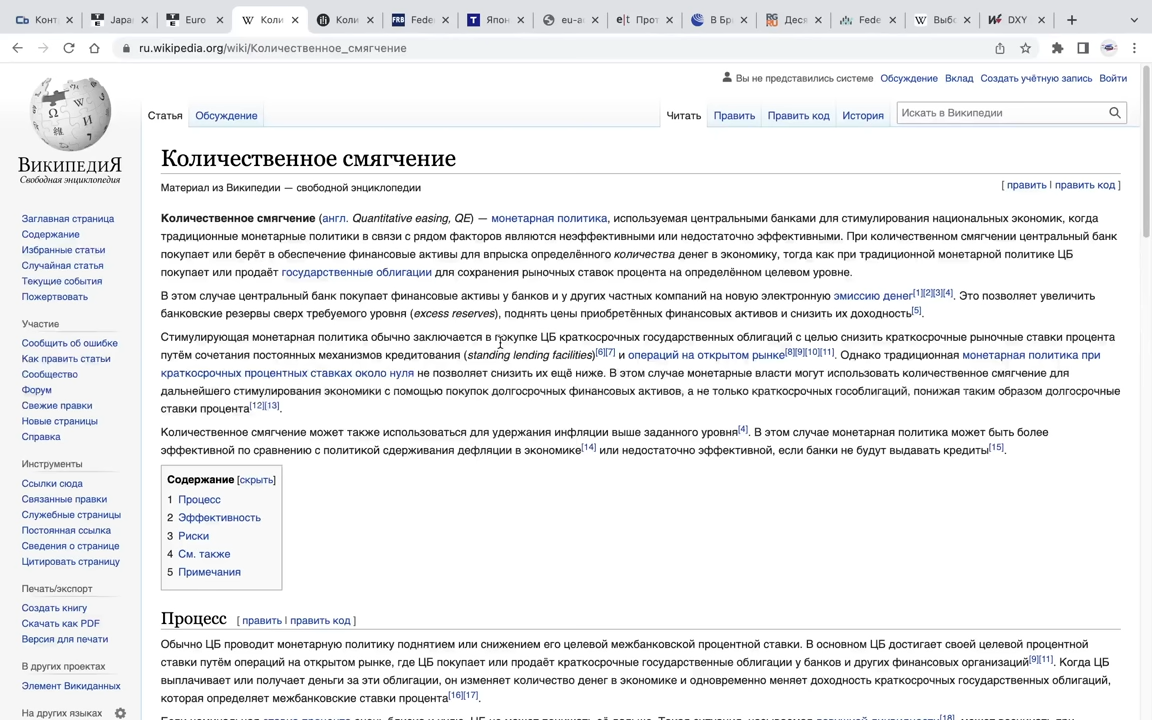 Конт
Japa
Euro
Коли
Коли
FRB Feder
T Япон
eu-a
e|t Прот
В Бр
RG RU Деся
Fede
W Выбо
DXY
ru.wikipedia.org/wiki/Количественное_смягчение
Вы не представились системе Обсуждение Вклад Создать учётную запись Войти
Статья Обсуждение Читать Править Править код История Искать в Википедии
ВИКИПЕДИЯ
Свободная энциклопедия
Заглавная страница
Содержание
Избранные статьи
Случайная статья
Текущие события
Пожертвовать
Участие
Сообщить об ошибке
Как править статьи
Сообщество
Форум
Свежие правки
Новые страницы
Справка
Инструменты
Ссылки сюда
Связанные правки
Служебные страницы
Постоянная ссылка
Сведения о странице
Цитировать страницу
Печать/экспорт
Создать книгу
Скачать как PDF
Версия для печати
В других проектах
Элемент Викиданных
На других языках
Количественное смягчение
Материал из Википедии — свободной энциклопедии [ править | править код ]
Количественное смягчение (англ. Quantitative easing, QE) — монетарная политика, используемая центральными банками для стимулирования национальных экономик, когда
традиционные монетарные политики в связи с рядом факторов являются неэффективными или недостаточно эффективными. При количественном смягчении центральный банк
покупает или берёт в обеспечение финансовые активы для впрыска определённого количества денег в экономику, тогда как при традиционной монетарной политике ЦБ
покупает или продаёт государственные облигации для сохранения рыночных ставок процента на определённом целевом уровне.
В этом случае центральный банк покупает финансовые активы у банков и у других частных компаний на новую электронную эмиссию денег[1][2][3][4]. Это позволяет увеличить
банковские резервы сверх требуемого уровня (excess reserves), поднять цены приобретённых финансовых активов и снизить их доходность[5].
Стимулирующая монетарная политика обычно заключается в покупке ЦБ краткосрочных государственных облигаций с целью снизить краткосрочные рыночные ставки процента
путём сочетания постоянных механизмов кредитования (standing lending facilities)[6][7] и операций на открытом рынке[8][9][10][11]. Однако традиционная монетарная политика при
краткосрочных процентных ставках около нуля не позволяет снизить их ещё ниже. В этом случае монетарные власти могут использовать количественное смягчение для
дальнейшего стимулирования экономики с помощью покупок долгосрочных финансовых активов, а не только краткосрочных гособлигаций, понижая таким образом долгосрочные
ставки процента[12][13].
Количественное смягчение может также использоваться для удержания инфляции выше заданного уровня[4]. В этом случае монетарная политика может быть более
эффективной по сравнению с политикой сдерживания дефляции в экономике[14] или недостаточно эффективной, если банки не будут выдавать кредиты[15].
Содержание [скрыть]
1 Процесс
2 Эффективность
3 Риски
4 См. также
5 Примечания
Процесс [ править | править код ]
Обычно ЦБ проводит монетарную политику поднятием или снижением его целевой межбанковской процентной ставки. В основном ЦБ достигает своей целевой процентной
ставки путём операций на открытом рынке, где ЦБ покупает или продаёт краткосрочные государственные облигации у банков и других финансовых организаций[9][11]. Когда ЦБ
выплачивает или получает деньги за эти облигации, он изменяет количество денег в экономике и одновременно меняет доходность краткосрочных государственных облигаций,
которая определяет межбанковские ставки процента[16][17].